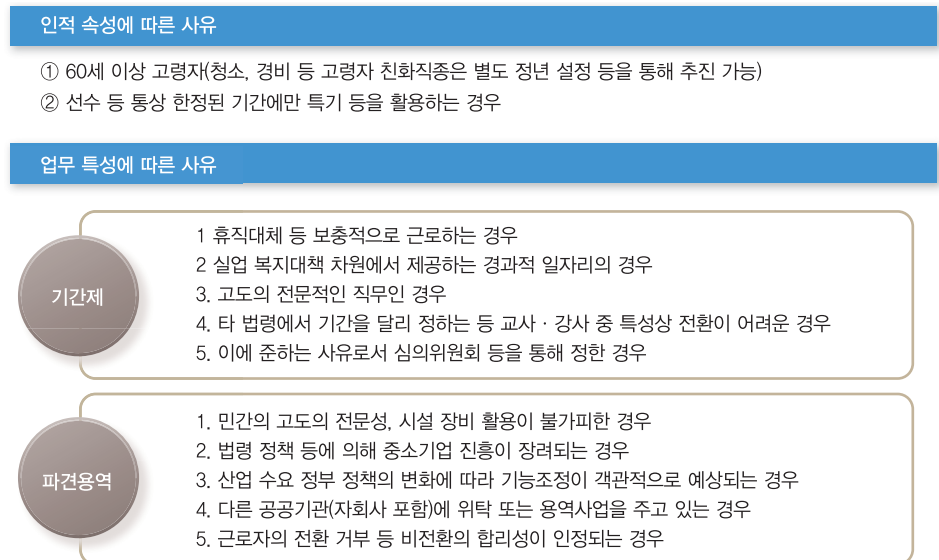 인적 속성에 따른 사유
① 60세 이상 고령자(청소, 경비 등 고령자 친화직종은 별도 정년 설정 등을 통해 추진 가능)
② 선수 등 통상 한정된 기간에만 특기 등을 활용하는 경우
업무 특성에 따른 사유
기간제
1 휴직대체 등 보충적으로 근로하는 경우
2 실업 복지대책 차원에서 제공하는 경과적 일자리의 경우
3. 고도의 전문적인 직무인 경우
4. 타 법령에서 기간을 달리 정하는 등 교사 · 강사 중 특성상 전환이 어려운 경우
5. 이에 준하는 사유로서 심의위원회 등을 통해 정한 경우
파견용역
1. 민간의 고도의 전문성, 시설 장비 활용이 불가피한 경우
2. 법령 정책 등에 의해 중소기업 진흥이 장려되는 경우
3. 산업 수요 정부 정책의 변화에 따라 기능조정이 객관적으로 예상되는 경우
4. 다른 공공기관(자회사 포함)에 위탁 또는 용역사업을 주고 있는 경우
5. 근로자의 전환 거부 등 비전환의 합리성이 인정되는 경우